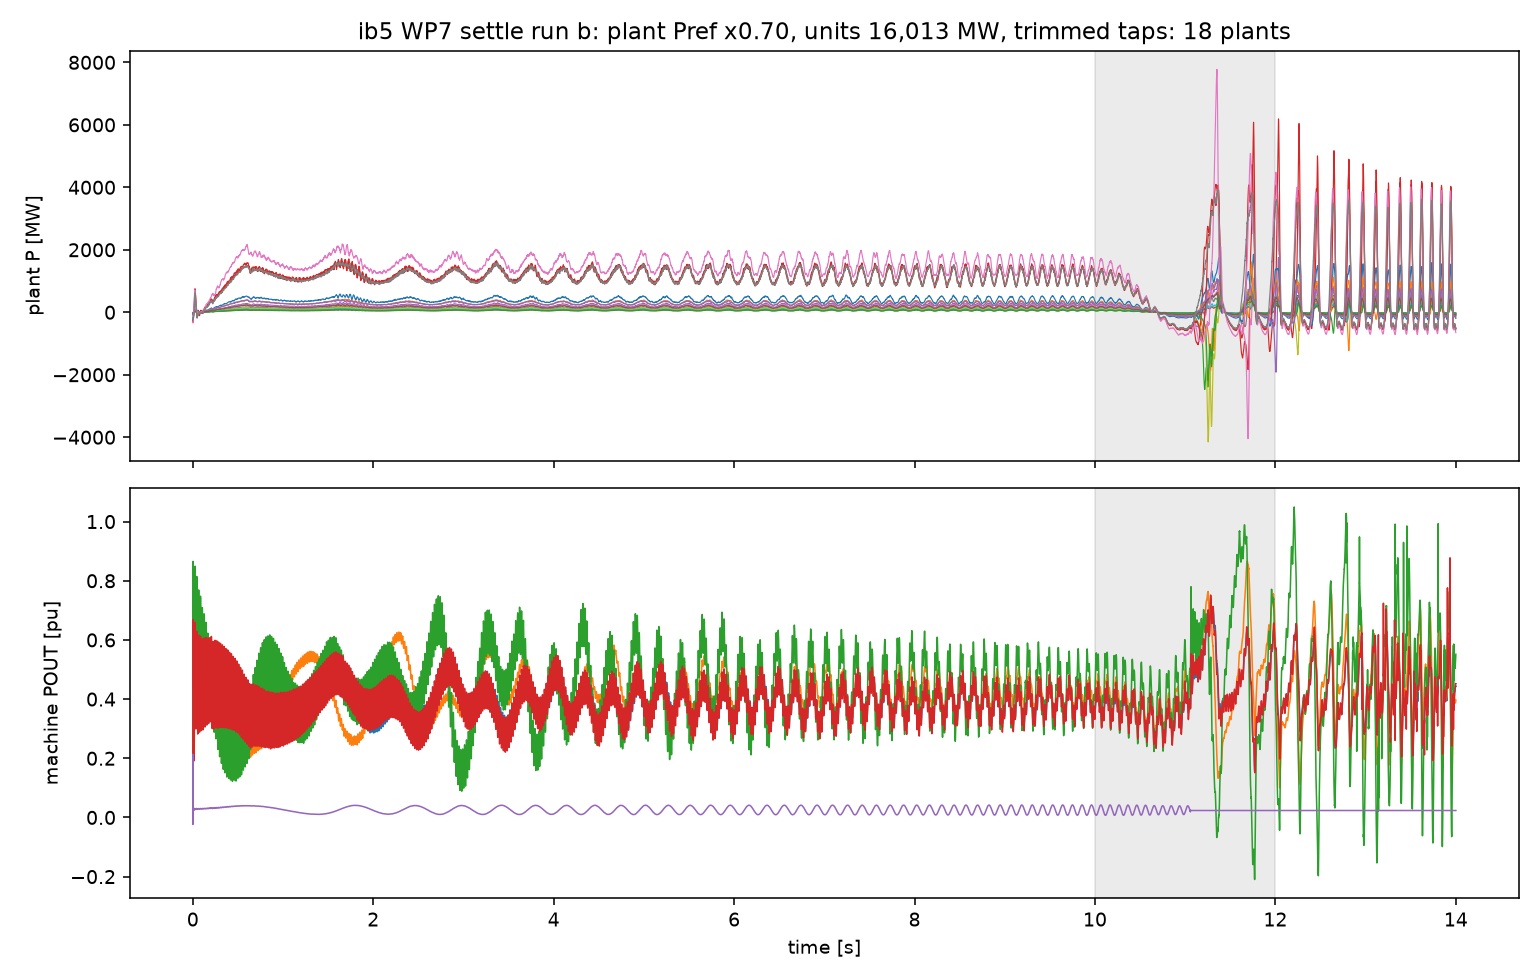 ib5 WP7 settle run b: plant Pref x0.70, units 16,013 MW, trimmed taps: 18 plants
8000
6000
4000
2000
0
−2000
−4000
plant P [MW]
1.0
0.8
0.6
0.4
0.2
0.0
−0.2
machine POUT [pu]
0 2 4 6 8 10 12 14
time [s]